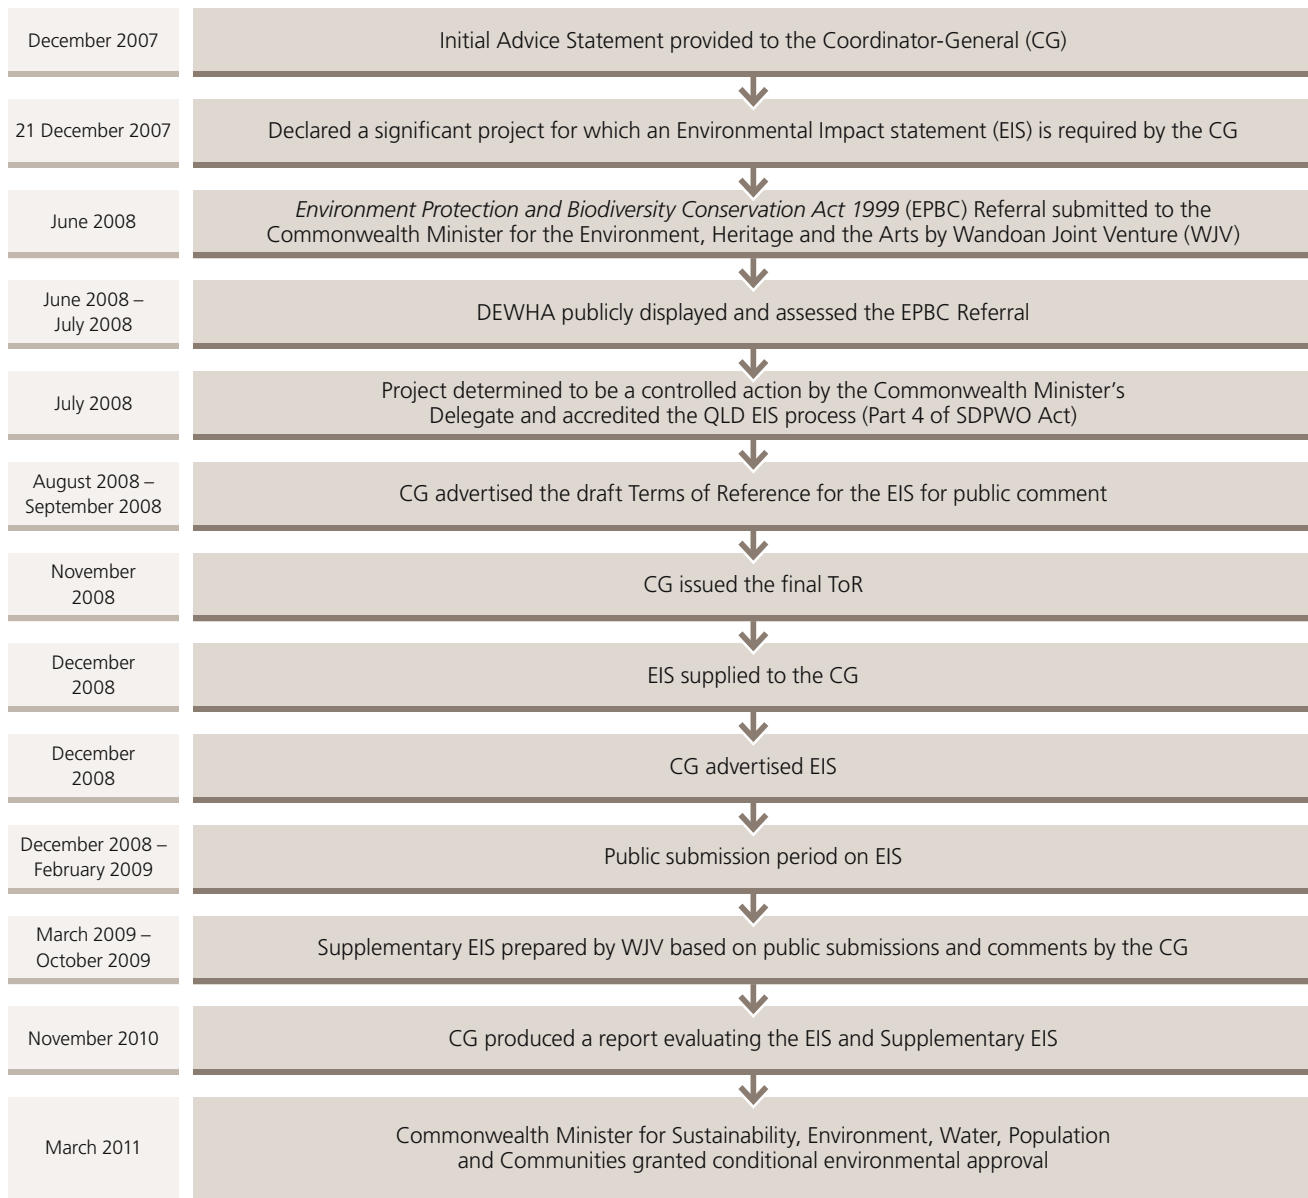 December 2007
Initial Advice Statement provided to the Coordinator-General (CG)
21 December 2007
Declared a significant project for which an Environmental Impact statement (EIS) is required by the CG
June 2008
Environment Protection and Biodiversity Conservation Act 1999 (EPBC) Referral submitted to the
Commonwealth Minister for the Environment, Heritage and the Arts by Wandoan Joint Venture (WJV)
June 2008 –
July 2008
DEWHA publicly displayed and assessed the EPBC Referral
July 2008
Project determined to be a controlled action by the Commonwealth Minister’s
Delegate and accredited the QLD EIS process (Part 4 of SDPWO Act)
August 2008 –
September 2008
CG advertised the draft Terms of Reference for the EIS for public comment
November
2008
CG issued the final ToR
December
2008
EIS supplied to the CG
December
2008
CG advertised EIS
December 2008 –
February 2009
Public submission period on EIS
March 2009 –
October 2009
Supplementary EIS prepared by WJV based on public submissions and comments by the CG
November 2010
CG produced a report evaluating the EIS and Supplementary EIS
March 2011
Commonwealth Minister for Sustainability, Environment, Water, Population
and Communities granted conditional environmental approval